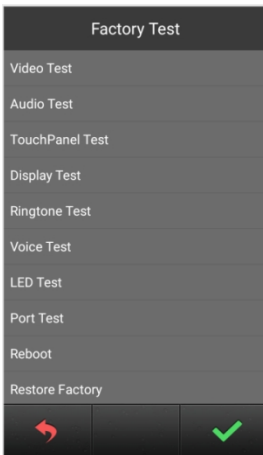 Factory Test
Video Test
Audio Test
TouchPanel Test
Display Test
Ringtone Test
Voice Test
LED Test
Port Test
Reboot
Restore Factory